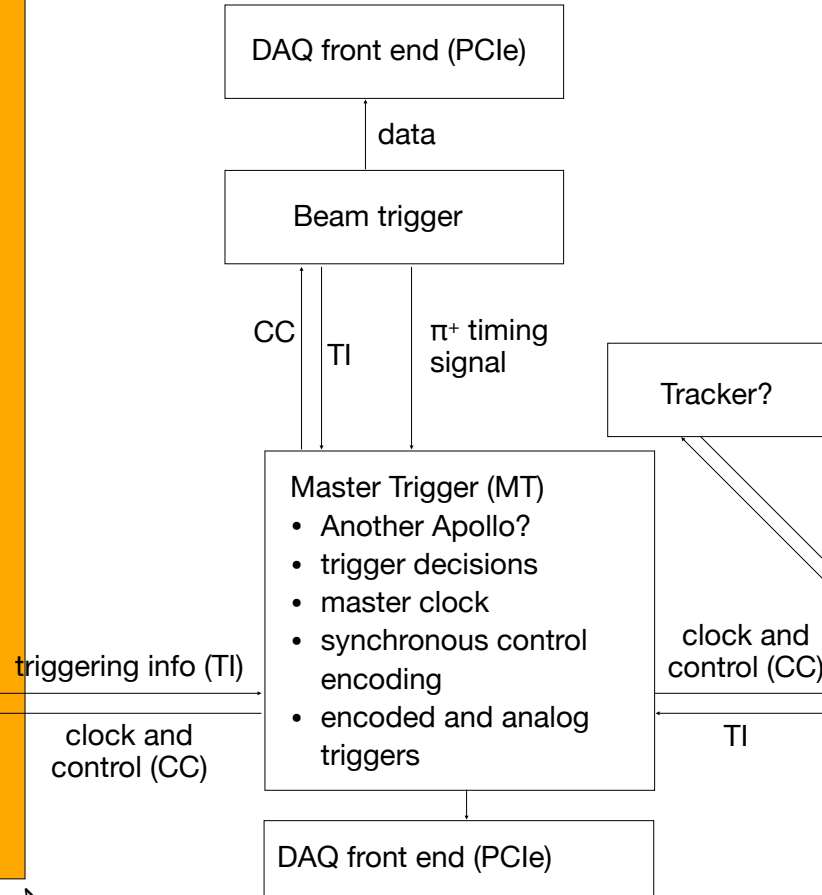 DAQ front end (PCIe)
data
Beam trigger
CC
TI
π⁺ timing
signal
Tracker?
Master Trigger (MT)
• Another Apollo?
• trigger decisions
• master clock
• synchronous control
encoding
• encoded and analog
triggers
triggering info (TI)
clock and
control (CC)
clock and
control (CC)
TI
DAQ front end (PCIe)